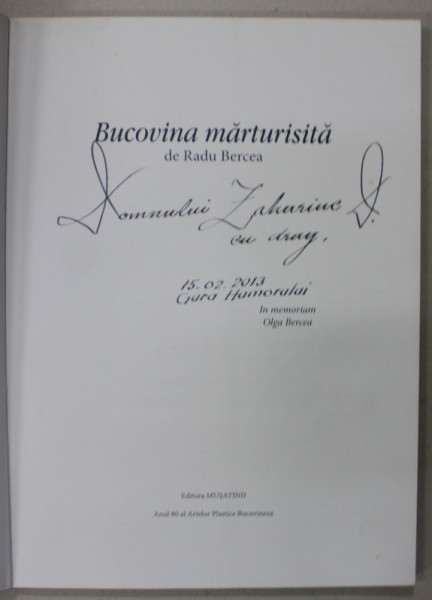 Bucovina mărturisită
de Radu Bercea
Domnului Zahariuc D.
cu drag,
15.02.2013
Gura Humorului
In memoriam
Olga Bercea
Editura MUŞATINII
Anul 80 al Artelor Plastice Bucovinene